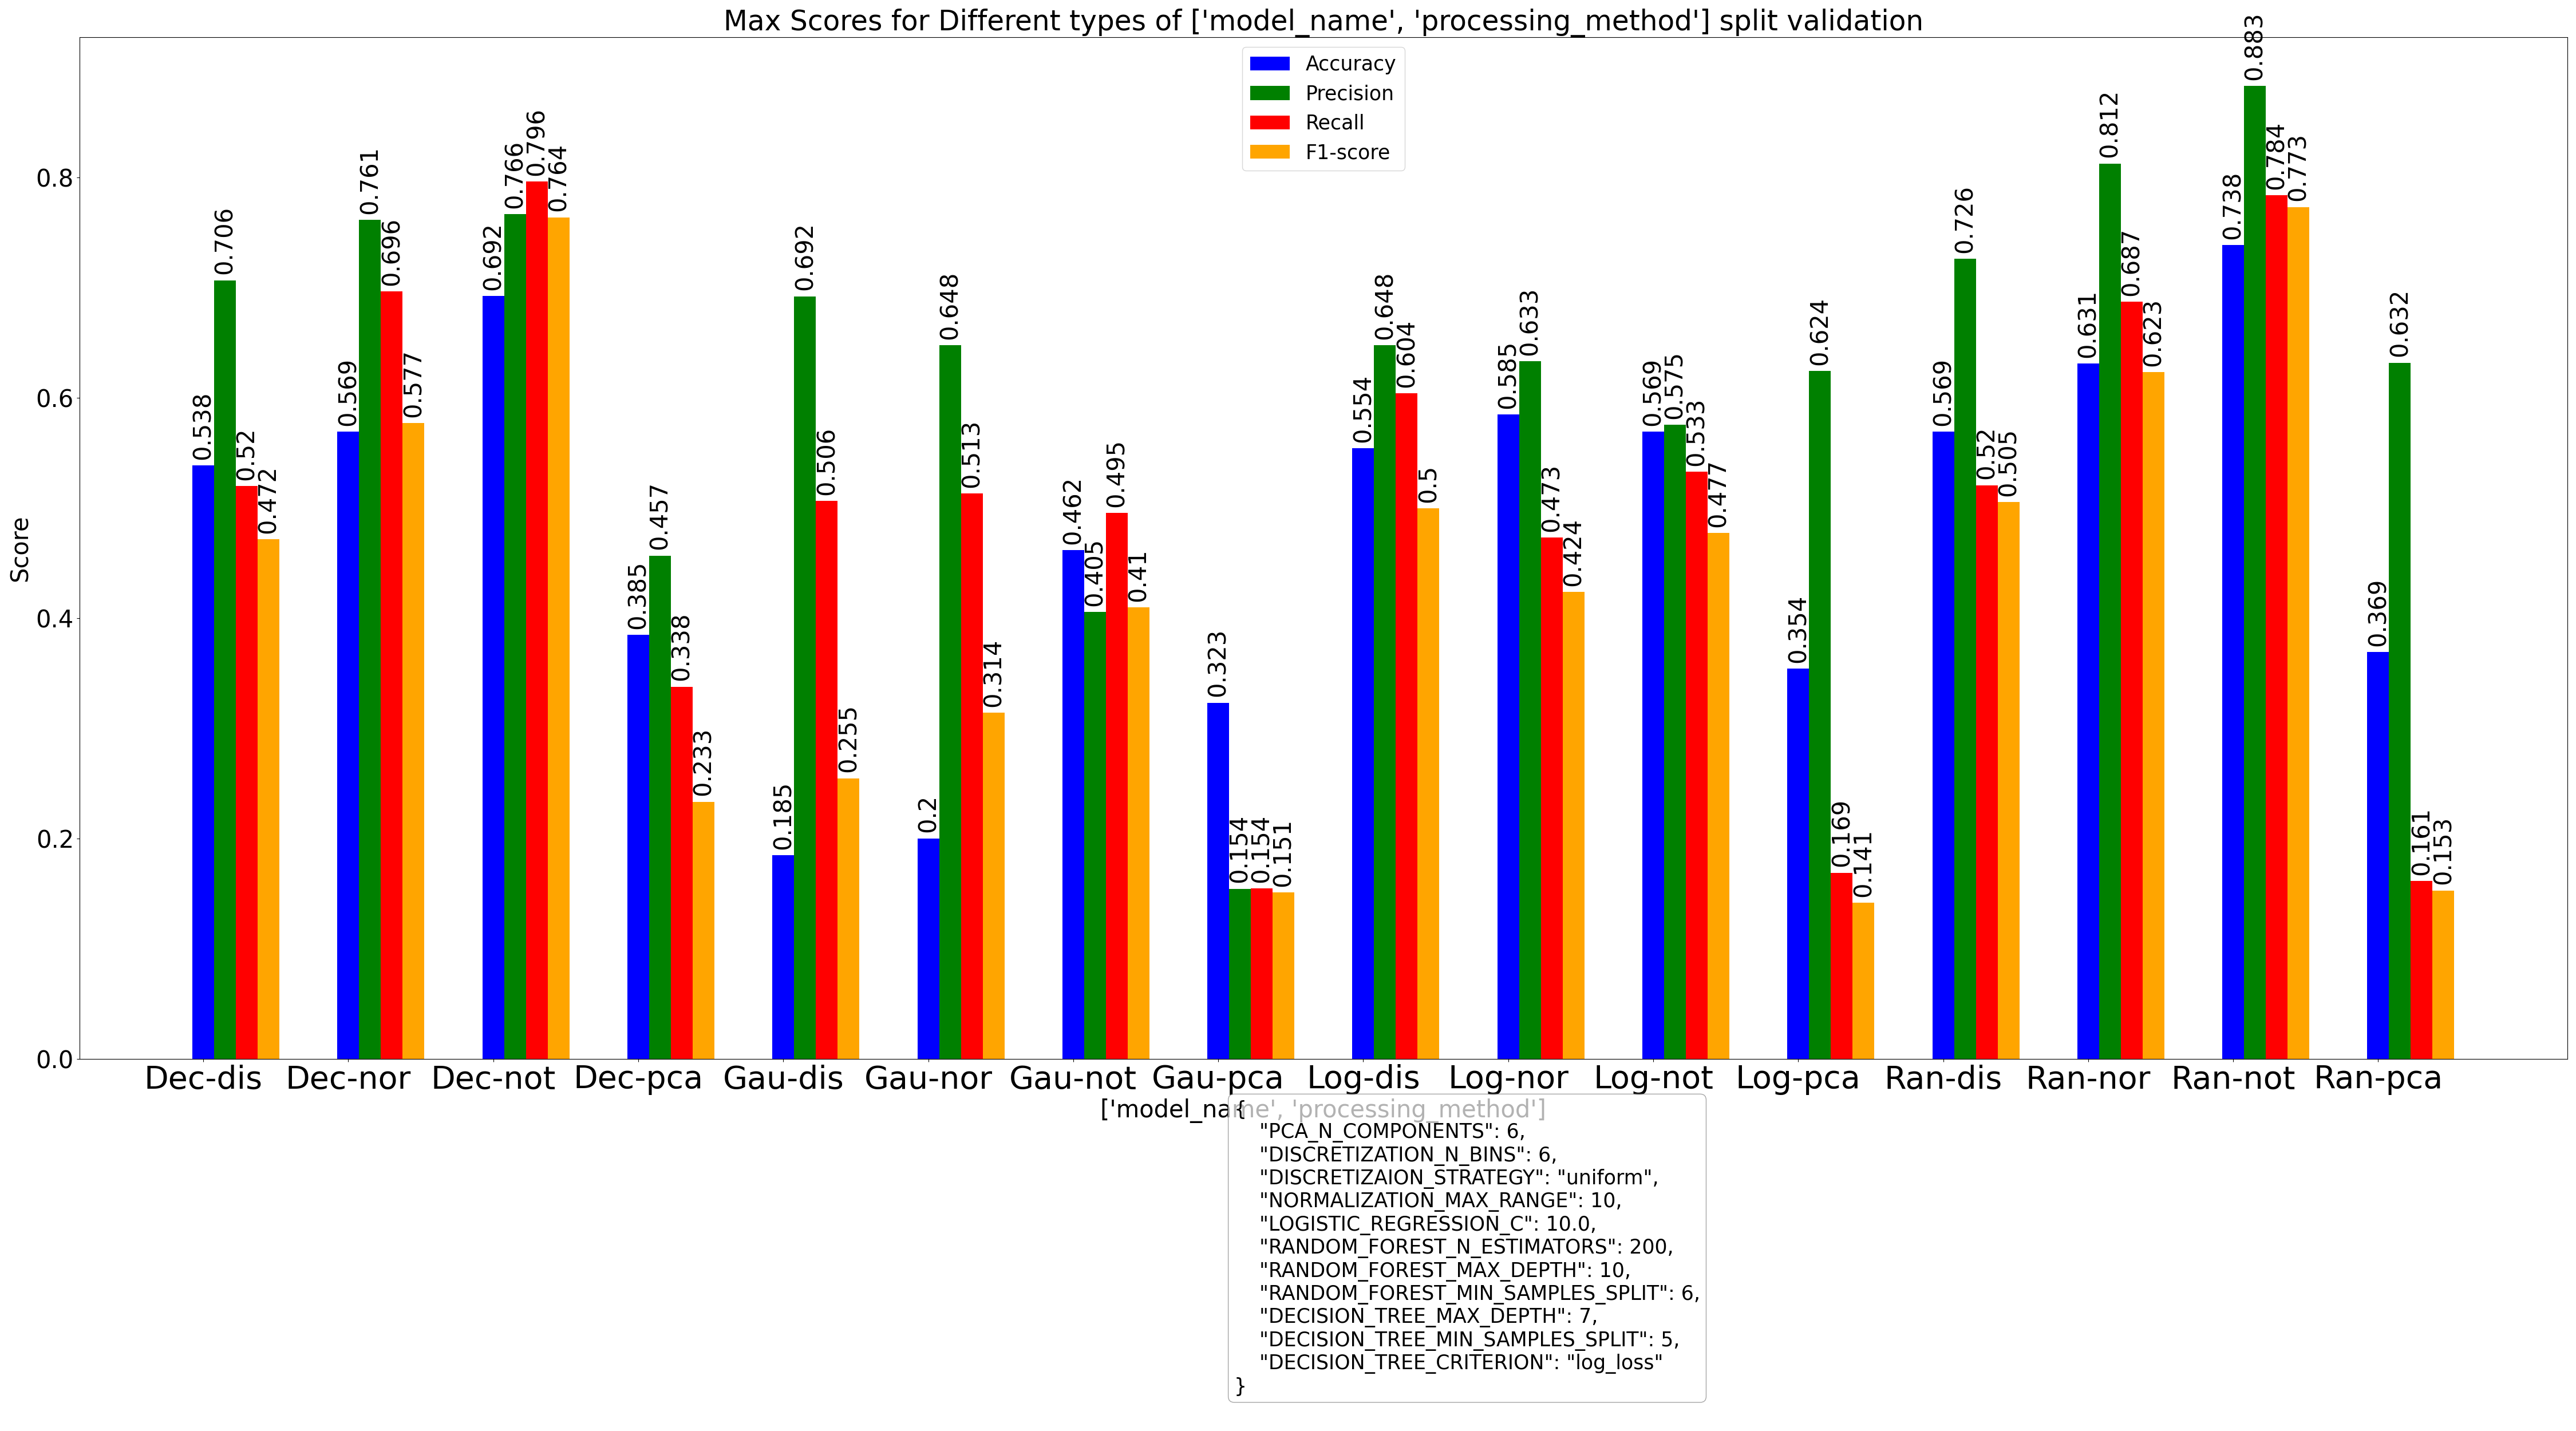 Max Scores for Different types of ['model_name', 'processing_method'] split validation
Accuracy
Precision
Recall
F1-score
Score
0.8
0.6
0.4
0.2
0.0
0.538 0.706 0.52 0.472
0.569 0.761 0.696 0.577
0.692 0.766 0.796 0.764
0.385 0.457 0.338 0.233
0.185 0.692 0.506 0.255
0.2 0.648 0.513 0.314
0.462 0.405 0.495 0.41
0.323 0.154 0.154 0.151
0.554 0.648 0.604 0.5
0.585 0.633 0.473 0.424
0.569 0.575 0.533 0.477
0.354 0.624 0.169 0.141
0.569 0.726 0.52 0.505
0.631 0.812 0.687 0.623
0.738 0.883 0.784 0.773
0.369 0.632 0.161 0.153
Dec-dis Dec-nor Dec-not Dec-pca Gau-dis Gau-nor Gau-not Gau-pca Log-dis Log-nor Log-not Log-pca Ran-dis Ran-nor Ran-not Ran-pca
['model_name', 'processing_method']
{
"PCA_N_COMPONENTS": 6,
"DISCRETIZATION_N_BINS": 6,
"DISCRETIZAION_STRATEGY": "uniform",
"NORMALIZATION_MAX_RANGE": 10,
"LOGISTIC_REGRESSION_C": 10.0,
"RANDOM_FOREST_N_ESTIMATORS": 200,
"RANDOM_FOREST_MAX_DEPTH": 10,
"RANDOM_FOREST_MIN_SAMPLES_SPLIT": 6,
"DECISION_TREE_MAX_DEPTH": 7,
"DECISION_TREE_MIN_SAMPLES_SPLIT": 5,
"DECISION_TREE_CRITERION": "log_loss"
}